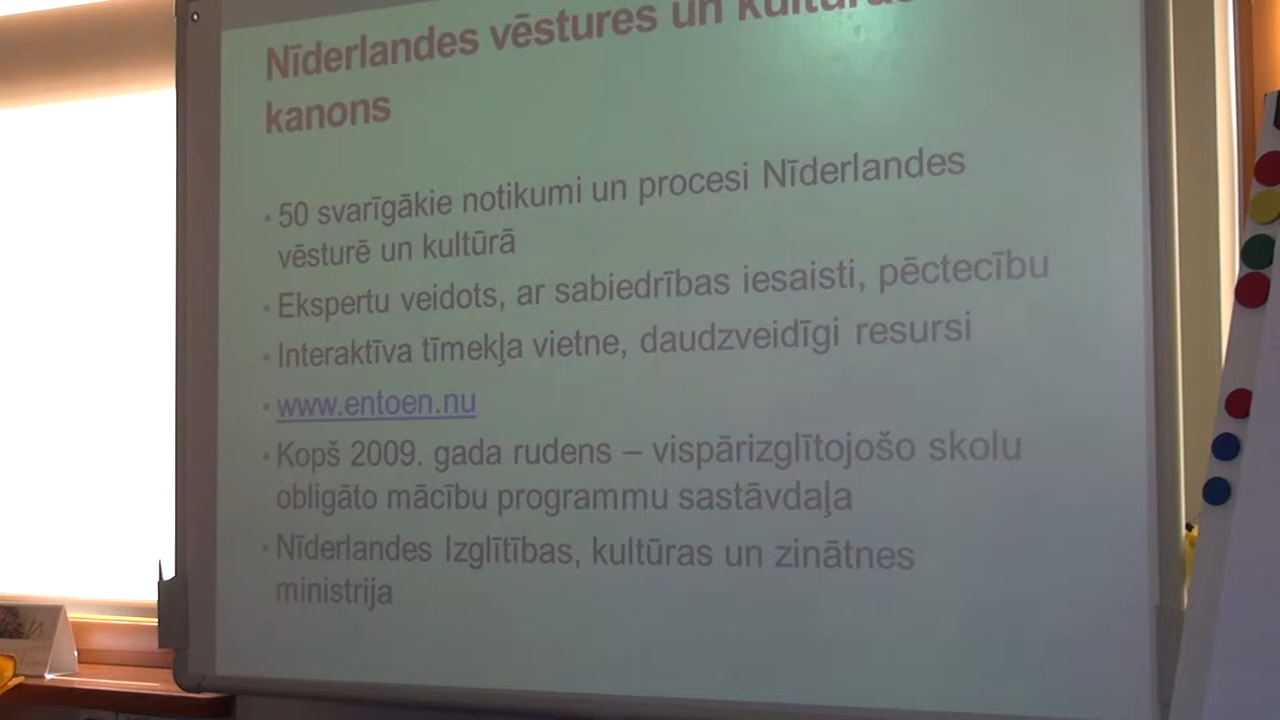 Nīderlandes vēstures un kultūras
kanons
• 50 svarīgākie notikumi un procesi Nīderlandes
vēsturē un kultūrā
• Ekspertu veidots, ar sabiedrības iesaisti, pēctecību
• Interaktīva tīmekļa vietne, daudzveidīgi resursi
• www.entoen.nu
• Kopš 2009. gada rudens – vispārizglītojošo skolu
obligāto mācību programmu sastāvdaļa
• Nīderlandes Izglītības, kultūras un zinātnes
ministrija